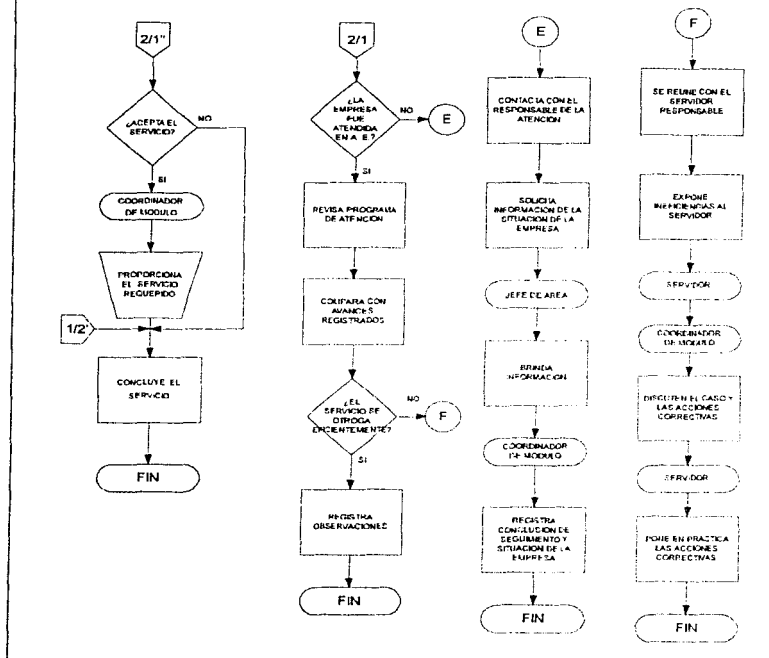 2/1"
¿ACEPTA EL
SERVICIO?
NO
SI
COORDINADOR
DE MODULO
PROPORCIONA
EL SERVICIO
REQUERIDO
1/2'
CONCLUYE EL
SERVICIO
FIN
2/1
¿LA
EMPRESA
FUE
ATENDIDA
EN A. E.?
NO
E
SI
REVISA PROGRAMA
DE ATENCION
COMPARA CON
AVANCES
REGISTRADOS
¿EL
SERVICIO SE
OTROGA
EFICIENTEMENTE?
NO
F
SI
REGISTRA
OBSERVACIONES
FIN
E
CONTACTA CON EL
RESPONSABLE DE LA
ATENCION
SOLICITA
INFORMACION DE LA
SITUACION DE LA
EMPRESA
JEFE DE AREA
BRINDA
INFORMACION
COORDINADOR
DE MODULO
REGISTRA
CONCLUSION DE
SEGUIMIENTO Y
SITUACION DE LA
EMPRESA
FIN
F
SE REUNE CON EL
SERVIDOR
RESPONSABLE
EXPONE
INEFICIENCIAS AL
SERVIDOR
SERVIDOR
COORDINADOR
DE MODULO
DISCUTEN EL CASO Y
LAS ACCIONES
CORRECTIVAS
SERVIDOR
PONE EN PRACTICA
LAS ACCIONES
CORRECTIVAS
FIN